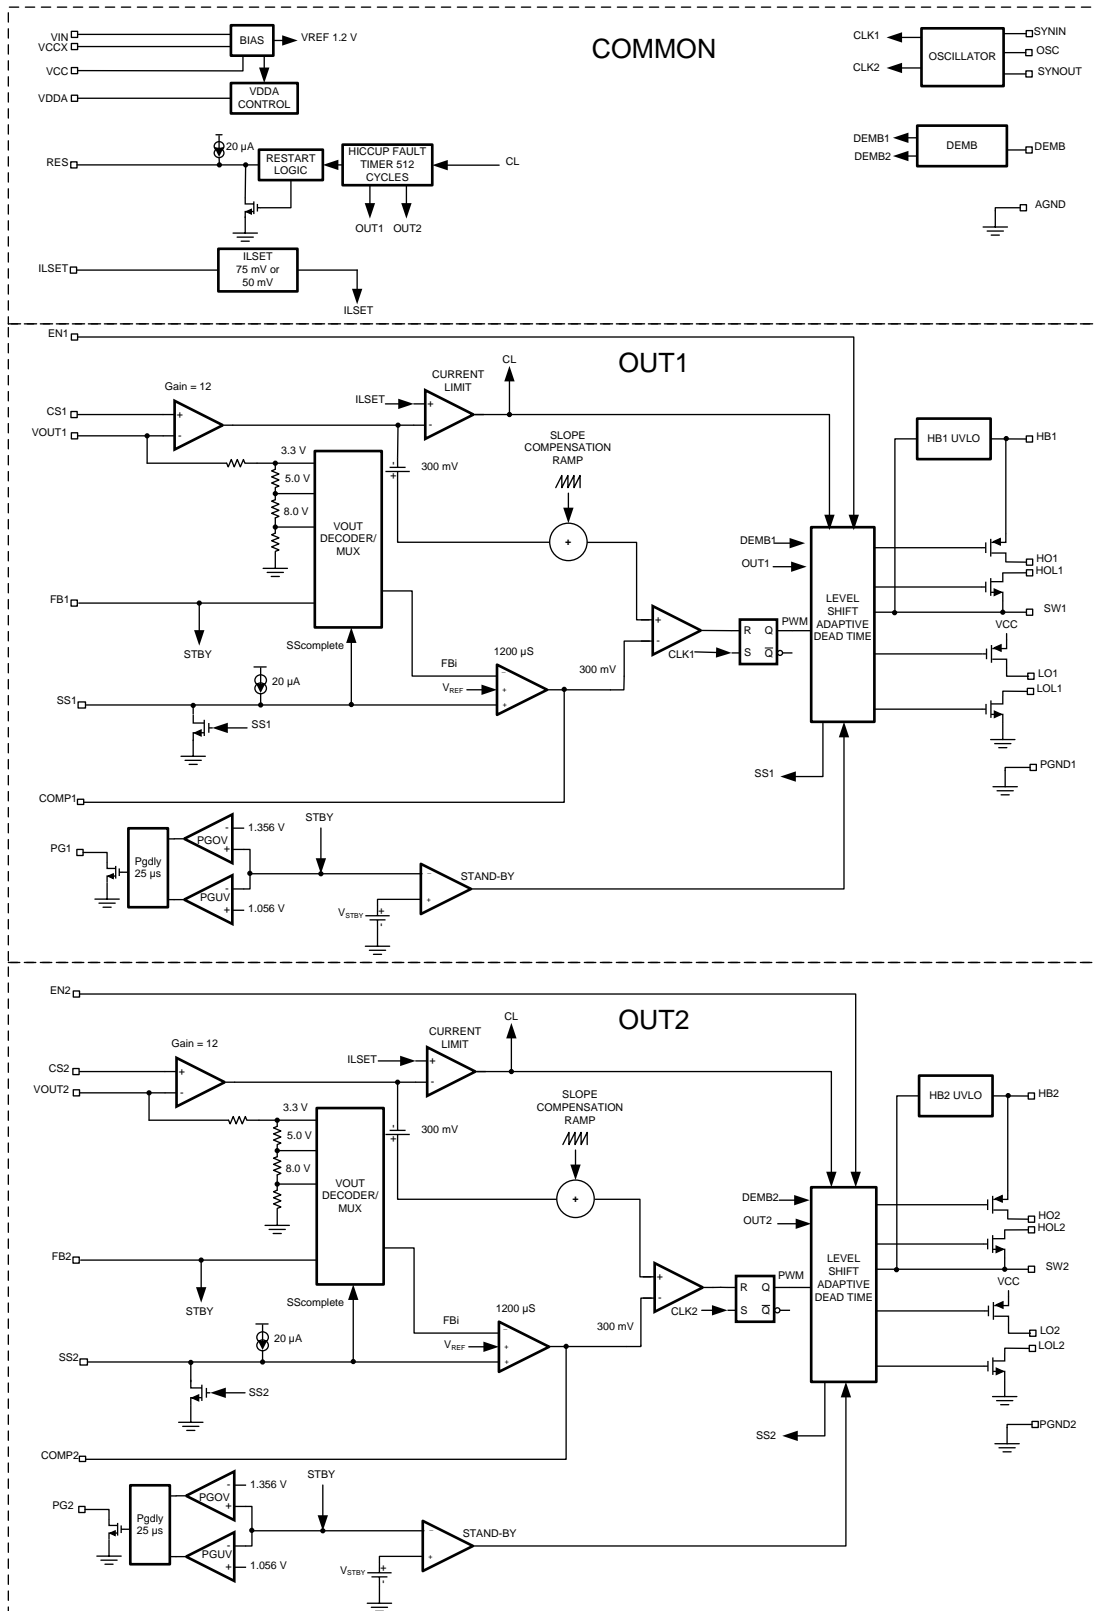 COMMON
VIN
VCCX
VCC
VDDA
BIAS
VREF 1.2 V
VDDA
CONTROL
CLK1
CLK2
OSCILLATOR
SYNIN
OSC
SYNOUT
RES
20 µA
RESTART
LOGIC
HICCUP FAULT
TIMER 512
CYCLES
CL
OUT1
OUT2
DEMB1
DEMB2
DEMB
DEMB
AGND
ILSET
ILSET
75 mV or
50 mV
ILSET
EN1
OUT1
Gain = 12
CURRENT
LIMIT
CL
ILSET
+
-
CS1
VOUT1
+
-
3.3 V
5.0 V
8.0 V
VOUT
DECODER/
MUX
-
+
300 mV
SLOPE
COMPENSATION
RAMP
+
HB1 UVLO
HB1
DEMB1
OUT1
LEVEL
SHIFT
ADAPTIVE
DEAD TIME
HO1
HOL1
SW1
VCC
LO1
LOL1
PGND1
FB1
STBY
SScomplete
FBi
1200 µS
VREF
-
+
+
300 mV
+
-
R
Q
S
Q
PWM
CLK1
20 µA
SS1
SS1
SS1
COMP1
STBY
PG1
Pgdly
25 µs
PGOV
-
+
1.356 V
PGUV
-
+
1.056 V
STAND-BY
-
+
VSTBY
+
-
EN2
OUT2
Gain = 12
CURRENT
LIMIT
CL
ILSET
+
-
CS2
VOUT2
+
-
3.3 V
5.0 V
8.0 V
VOUT
DECODER/
MUX
-
+
300 mV
SLOPE
COMPENSATION
RAMP
+
HB2 UVLO
HB2
DEMB2
OUT2
LEVEL
SHIFT
ADAPTIVE
DEAD TIME
HO2
HOL2
SW2
VCC
LO2
LOL2
PGND2
FB2
STBY
SScomplete
FBi
1200 µS
VREF
-
+
+
300 mV
+
-
R
Q
S
Q
PWM
CLK2
20 µA
SS2
SS2
SS2
COMP2
STBY
PG2
Pgdly
25 µs
PGOV
-
+
1.356 V
PGUV
-
+
1.056 V
STAND-BY
-
+
VSTBY
+
-